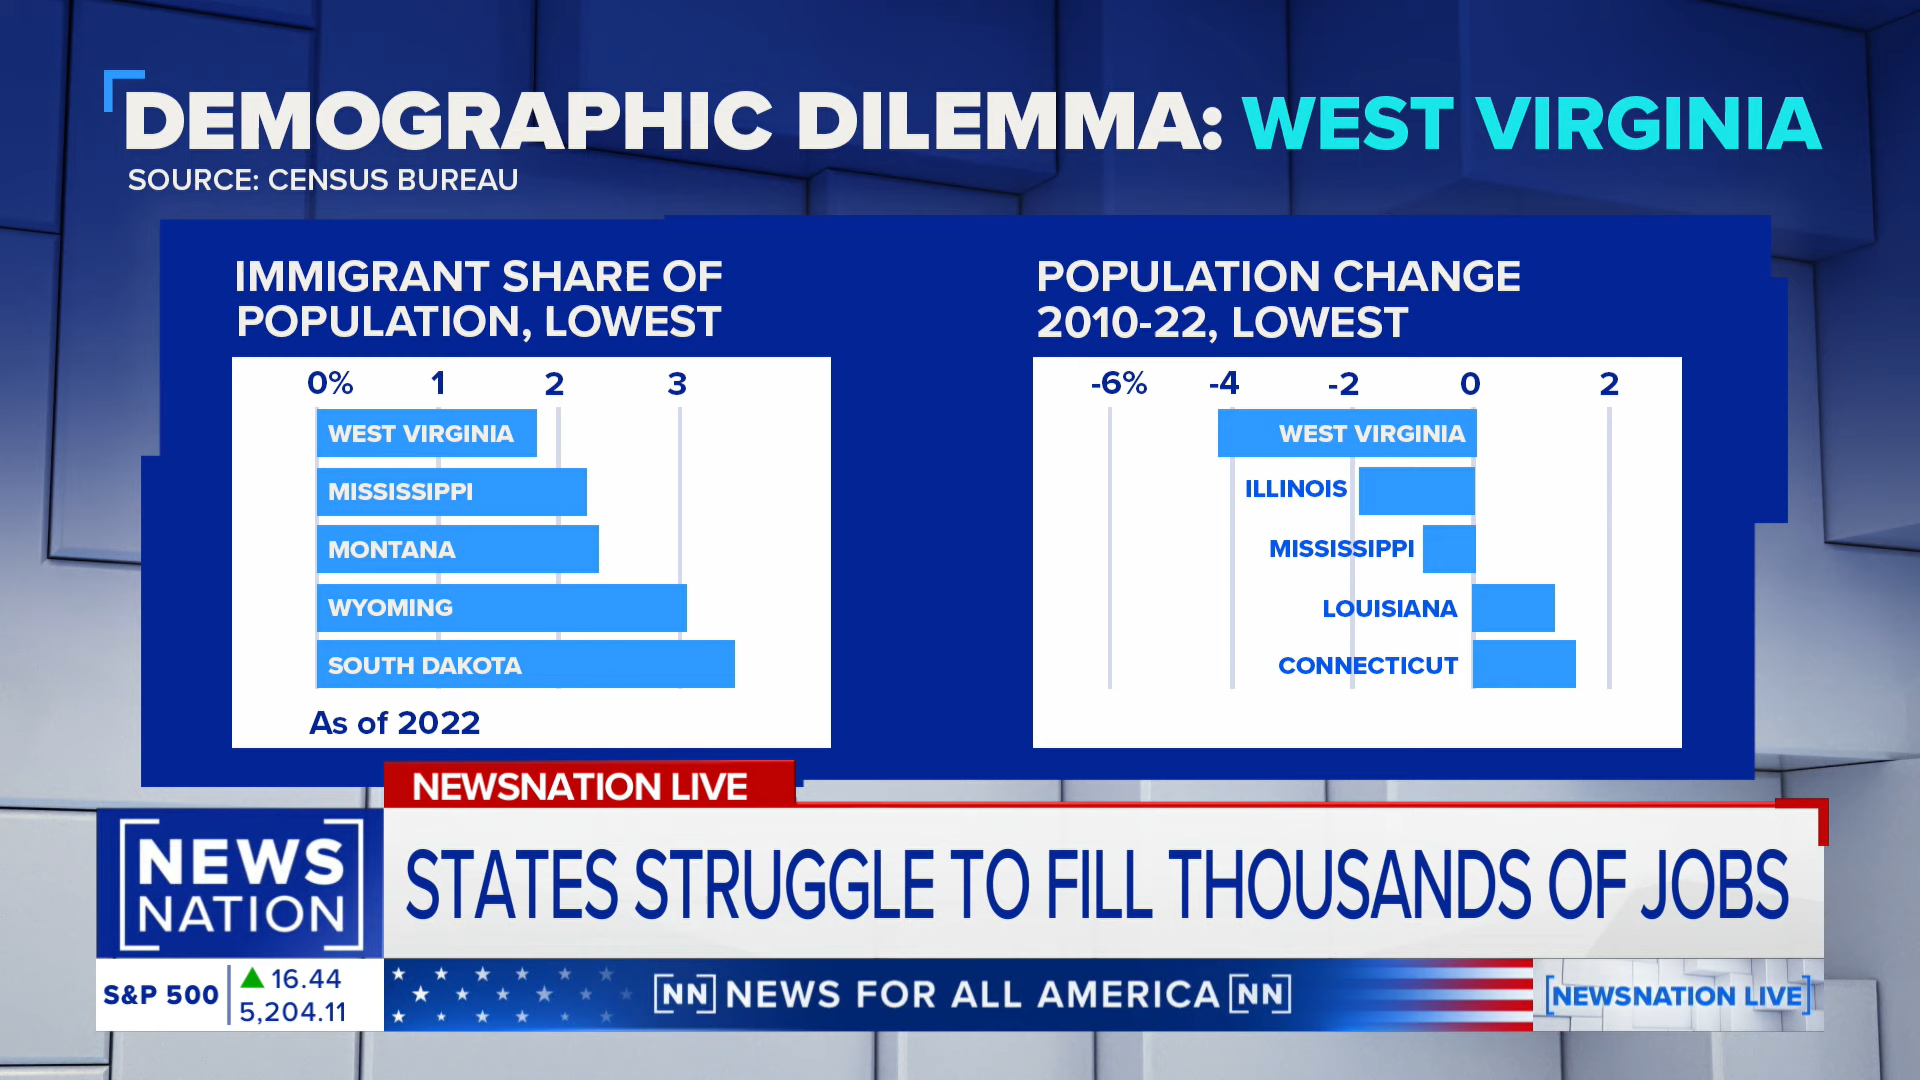 DEMOGRAPHIC DILEMMA: WEST VIRGINIA
SOURCE: CENSUS BUREAU
IMMIGRANT SHARE OF
POPULATION, LOWEST
0% 1 2 3
WEST VIRGINIA
MISSISSIPPI
MONTANA
WYOMING
SOUTH DAKOTA
As of 2022
POPULATION CHANGE
2010-22, LOWEST
-6% -4 -2 0 2
WEST VIRGINIA
ILLINOIS
MISSISSIPPI
LOUISIANA
CONNECTICUT
NEWSNATION LIVE
NEWS
NATION
STATES STRUGGLE TO FILL THOUSANDS OF JOBS
S&P 500
16.44
5,204.11
NN NEWS FOR ALL AMERICA NN
NEWSNATION LIVE